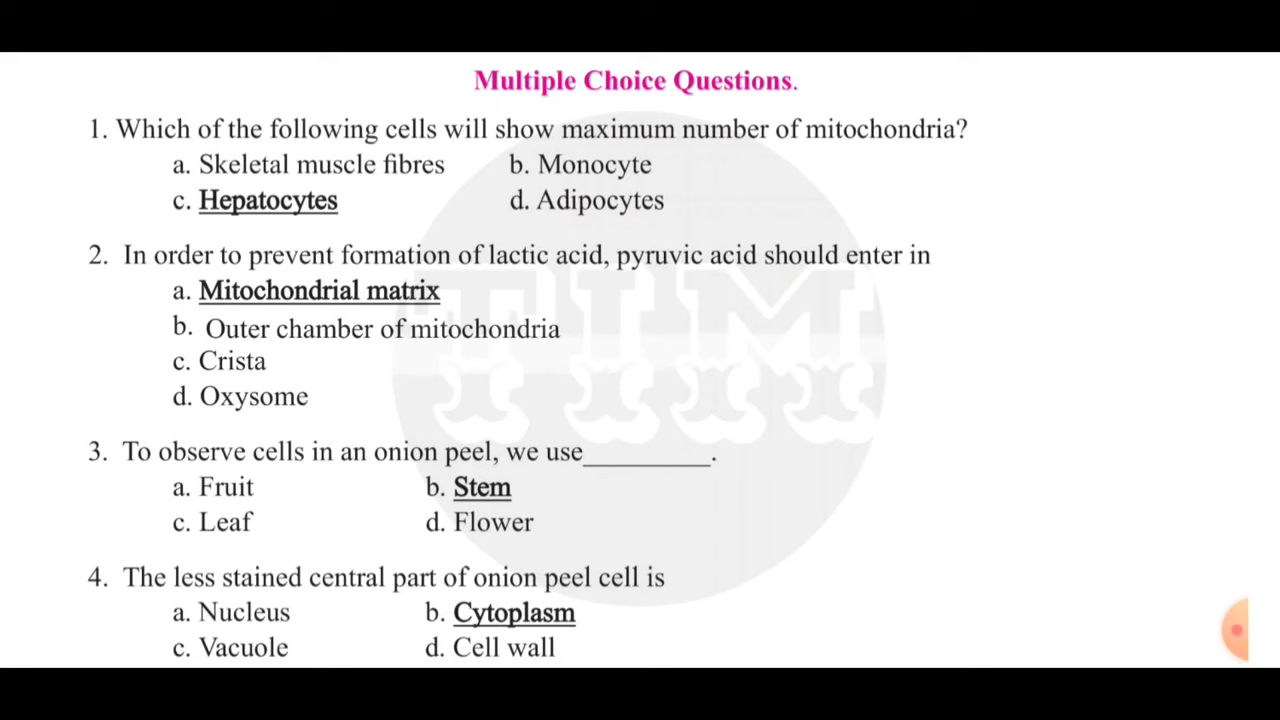 Multiple Choice Questions.
1. Which of the following cells will show maximum number of mitochondria?
a. Skeletal muscle fibres b. Monocyte
c. Hepatocytes d. Adipocytes
2. In order to prevent formation of lactic acid, pyruvic acid should enter in
a. Mitochondrial matrix
b. Outer chamber of mitochondria
c. Crista
d. Oxysome
3. To observe cells in an onion peel, we use_________.
a. Fruit b. Stem
c. Leaf d. Flower
4. The less stained central part of onion peel cell is
a. Nucleus b. Cytoplasm
c. Vacuole d. Cell wall
TIM